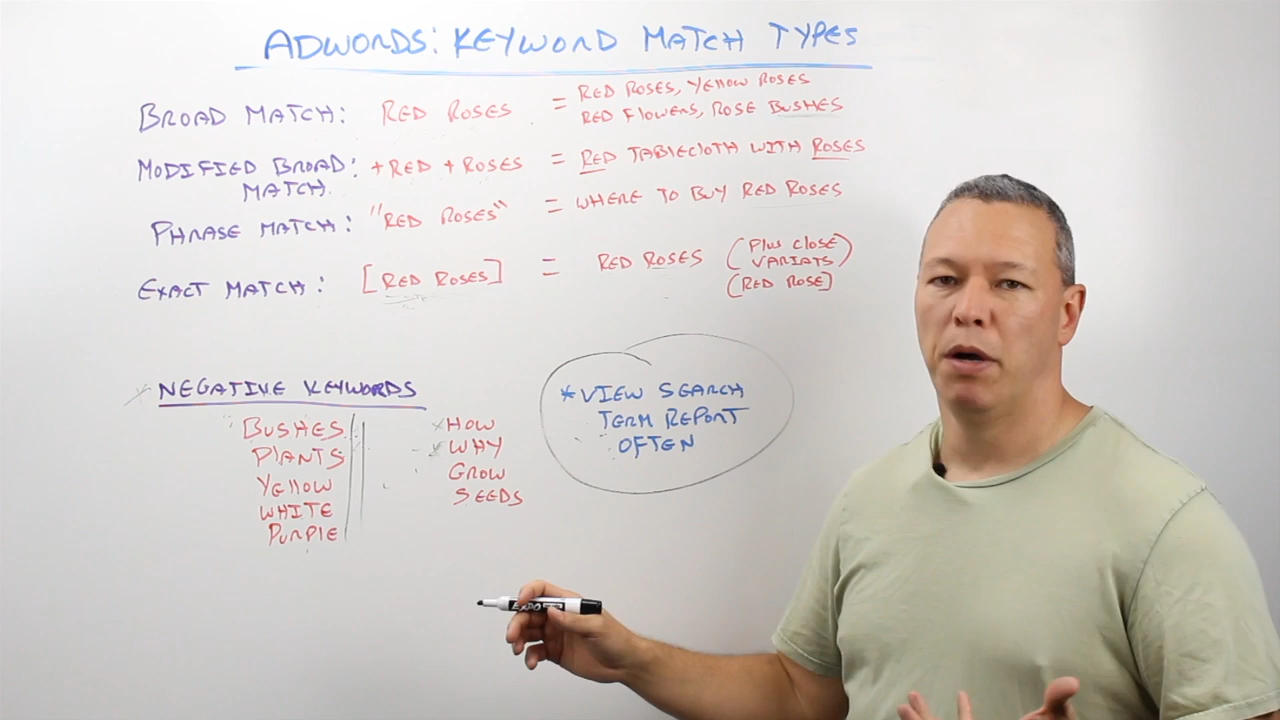 ADWORDS: KEYWORD MATCH TYPES
BROAD MATCH: RED ROSES = RED ROSES, YELLOW ROSES
RED FLOWERS, ROSE BUSHES
MODIFIED BROAD: +RED +ROSES = RED TABLECLOTH WITH ROSES
MATCH.
PHRASE MATCH: "RED ROSES" = WHERE TO BUY RED ROSES
EXACT MATCH: [RED ROSES] = RED ROSES (PLUS CLOSE
VARIATS)
(RED ROSE]
*NEGATIVE KEYWORDS
BUSHES
PLANTS
YELLOW
WHITE
PURPLE
*HOW
*WHY
GROW
SEEDS
*VIEW SEARCH
TERM REPORT
OFTEN
EXPO